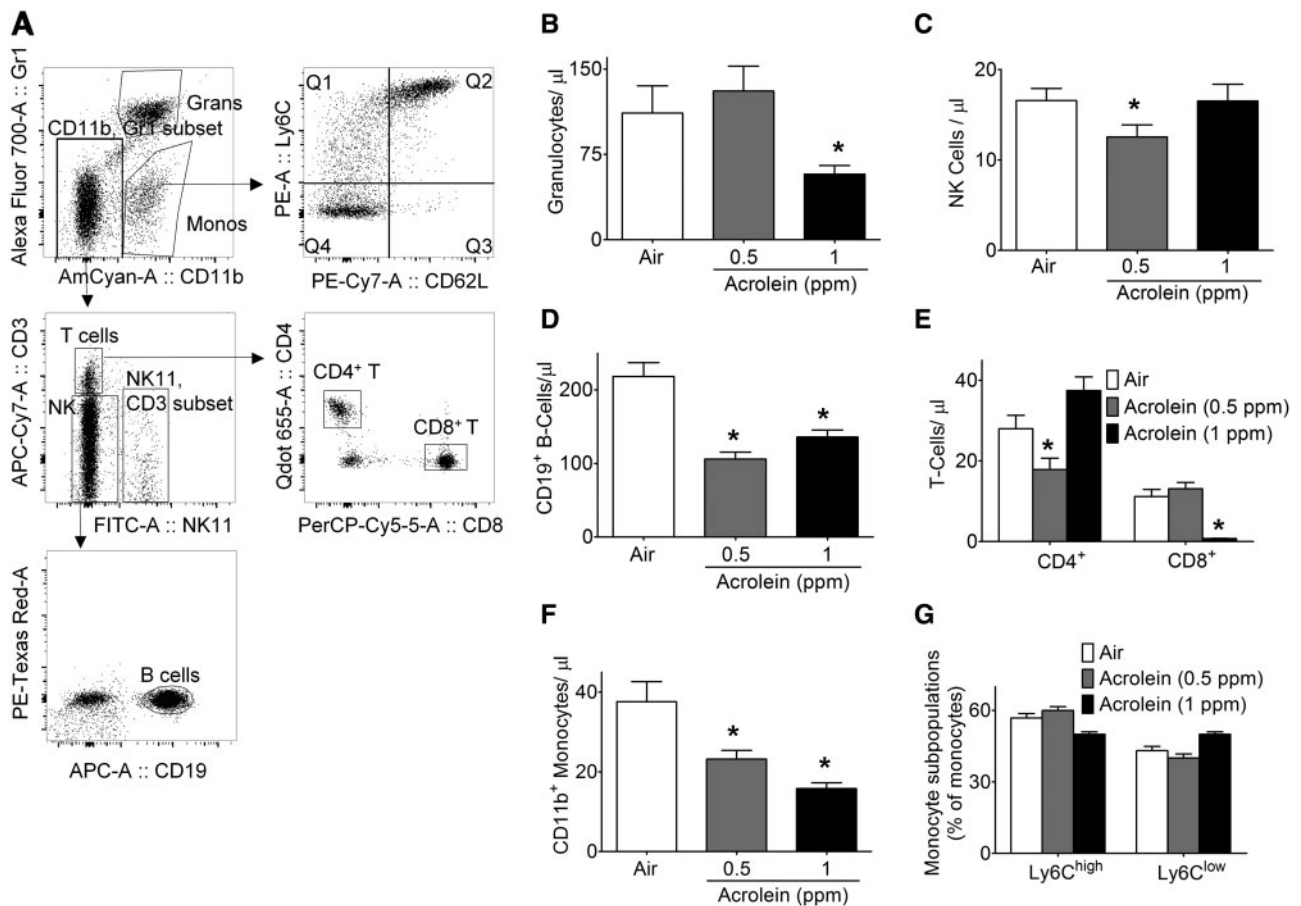 A
Alexa Fluor 700-A :: Gr1
Grans
CD11b, Gr1 subset
Monos
AmCyan-A :: CD11b
PE-A :: Ly6C
Q1
Q2
Q4
Q3
PE-Cy7-A :: CD62L
APC-Cy7-A :: CD3
T cells
NK
NK11,
CD3 subset
FITC-A :: NK11
Qdot 655-A :: CD4
CD4+ T
CD8+ T
PerCP-Cy5-5-A :: CD8
PE-Texas Red-A
B cells
APC-A :: CD19
B
Granulocytes/ μl
150
75
0
*
Air
0.5
1
Acrolein (ppm)
C
NK Cells / μl
20
10
0
*
Air
0.5
1
Acrolein (ppm)
D
CD19+ B-Cells/μl
200
100
0
*
*
Air
0.5
1
Acrolein (ppm)
E
T-Cells/ μl
40
20
0
Air
Acrolein (0.5 ppm)
Acrolein (1 ppm)
*
*
CD4+
CD8+
F
CD11b+ Monocytes/ μl
40
20
0
*
*
Air
0.5
1
Acrolein (ppm)
G
Monocyte subpopulations
(% of monocytes)
60
30
0
Air
Acrolein (0.5 ppm)
Acrolein (1 ppm)
Ly6Chigh
Ly6Clow